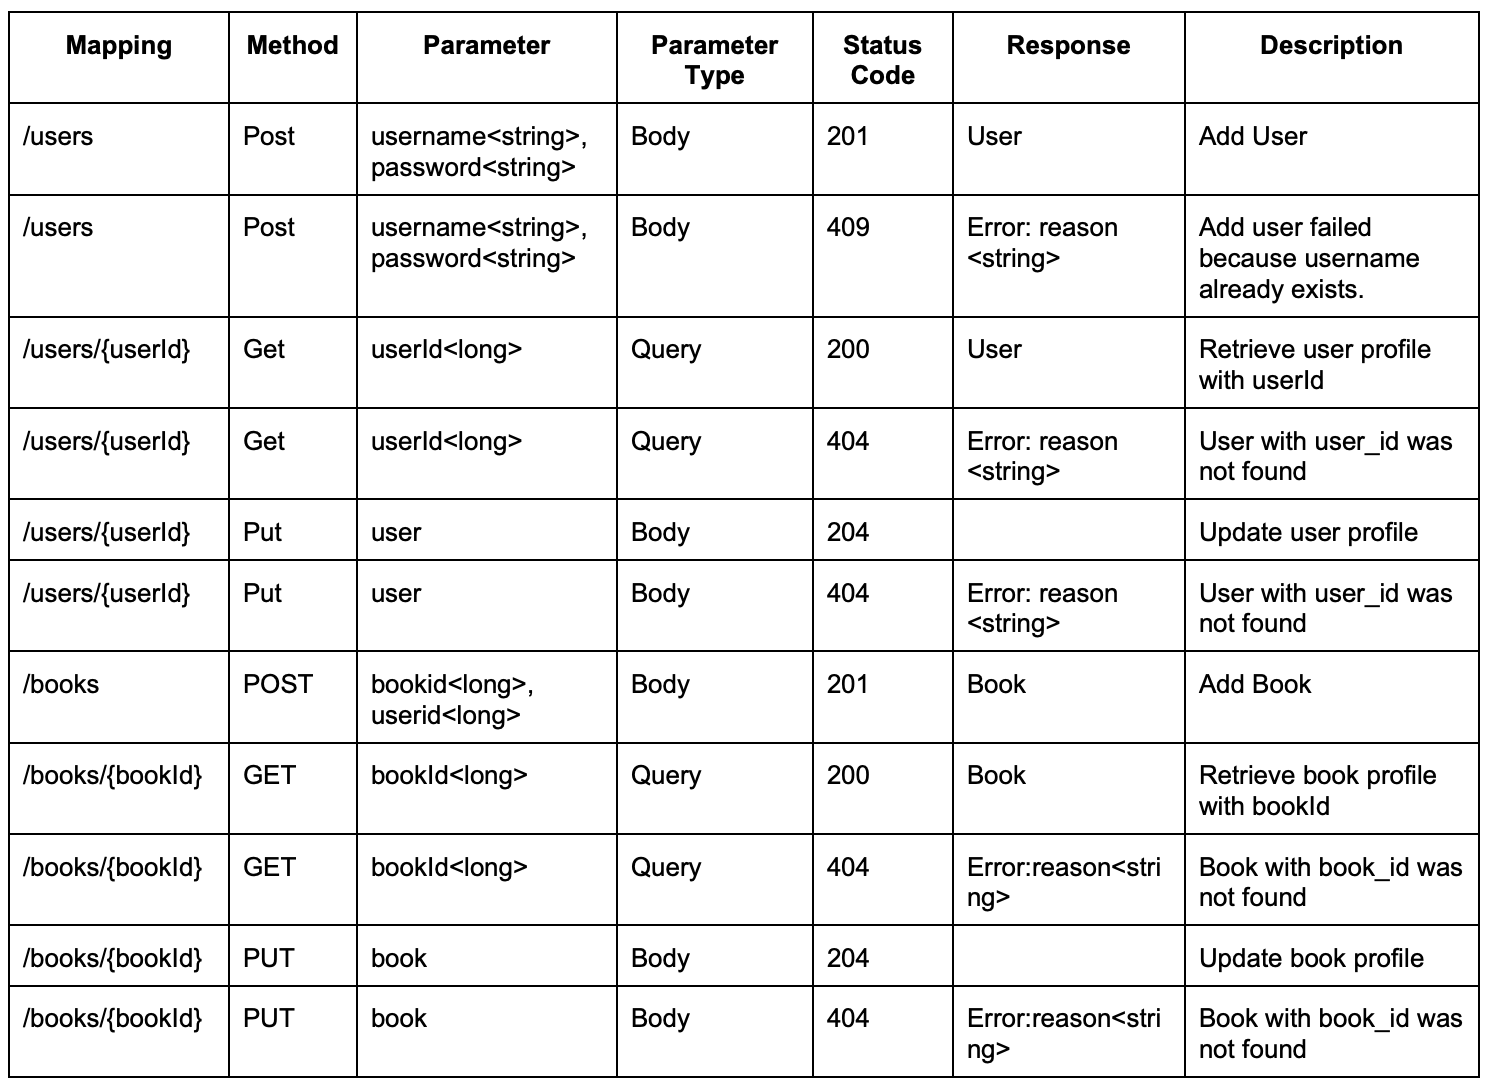 Mapping Method Parameter Parameter Type Status Code Response Description
/users Post username<string>, password<string> Body 201 User Add User
/users Post username<string>, password<string> Body 409 Error: reason <string> Add user failed because username already exists.
/users/{userId} Get userId<long> Query 200 User Retrieve user profile with userId
/users/{userId} Get userId<long> Query 404 Error: reason <string> User with user_id was not found
/users/{userId} Put user Body 204 Update user profile
/users/{userId} Put user Body 404 Error: reason <string> User with user_id was not found
/books POST bookid<long>, userid<long> Body 201 Book Add Book
/books/{bookId} GET bookId<long> Query 200 Book Retrieve book profile with bookId
/books/{bookId} GET bookId<long> Query 404 Error:reason<string> Book with book_id was not found
/books/{bookId} PUT book Body 204 Update book profile
/books/{bookId} PUT book Body 404 Error:reason<string> Book with book_id was not found